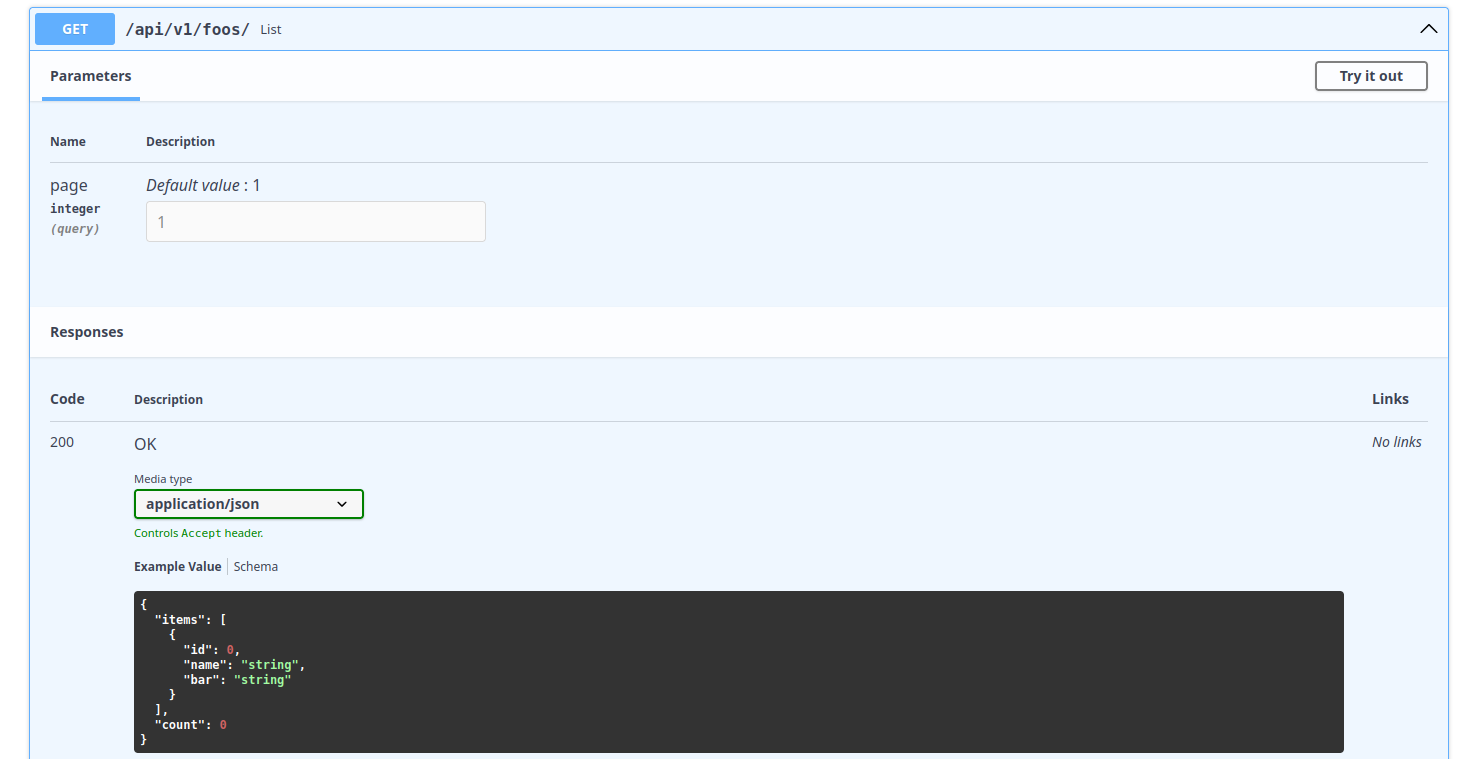 GET /api/v1/foos/ List
Parameters
Try it out
Name Description
page Default value : 1
integer
1
(query)
Responses
Code Description Links
200 OK No links
Media type
application/json
Controls Accept header.
Example Value Schema
{
  "items": [
    {
      "id": 0,
      "name": "string",
      "bar": "string"
    }
  ],
  "count": 0
}